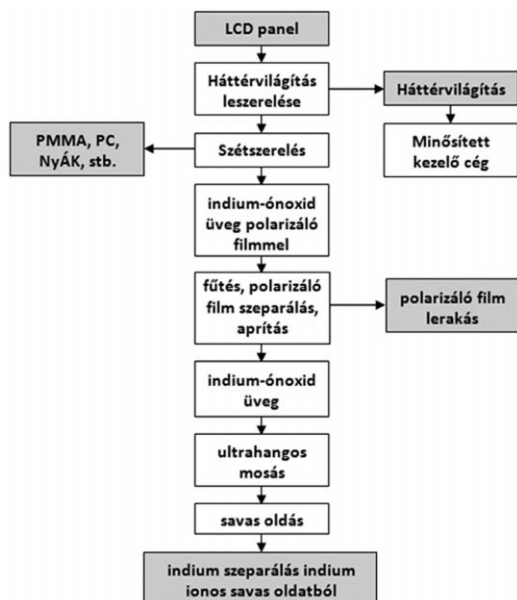 LCD panel
Háttérvilágítás
leszerelése
Háttérvilágítás
PMMA, PC,
NyÁK, stb.
Szétszerelés
Minősített
kezelő cég
indium-ónoxid
üveg polarizáló
filmmel
fűtés, polarizáló
film szeparálás,
aprítás
polarizáló film
lerakás
indium-ónoxid
üveg
ultrahangos
mosás
savas oldás
indium szeparálás indium
ionos savas oldatból